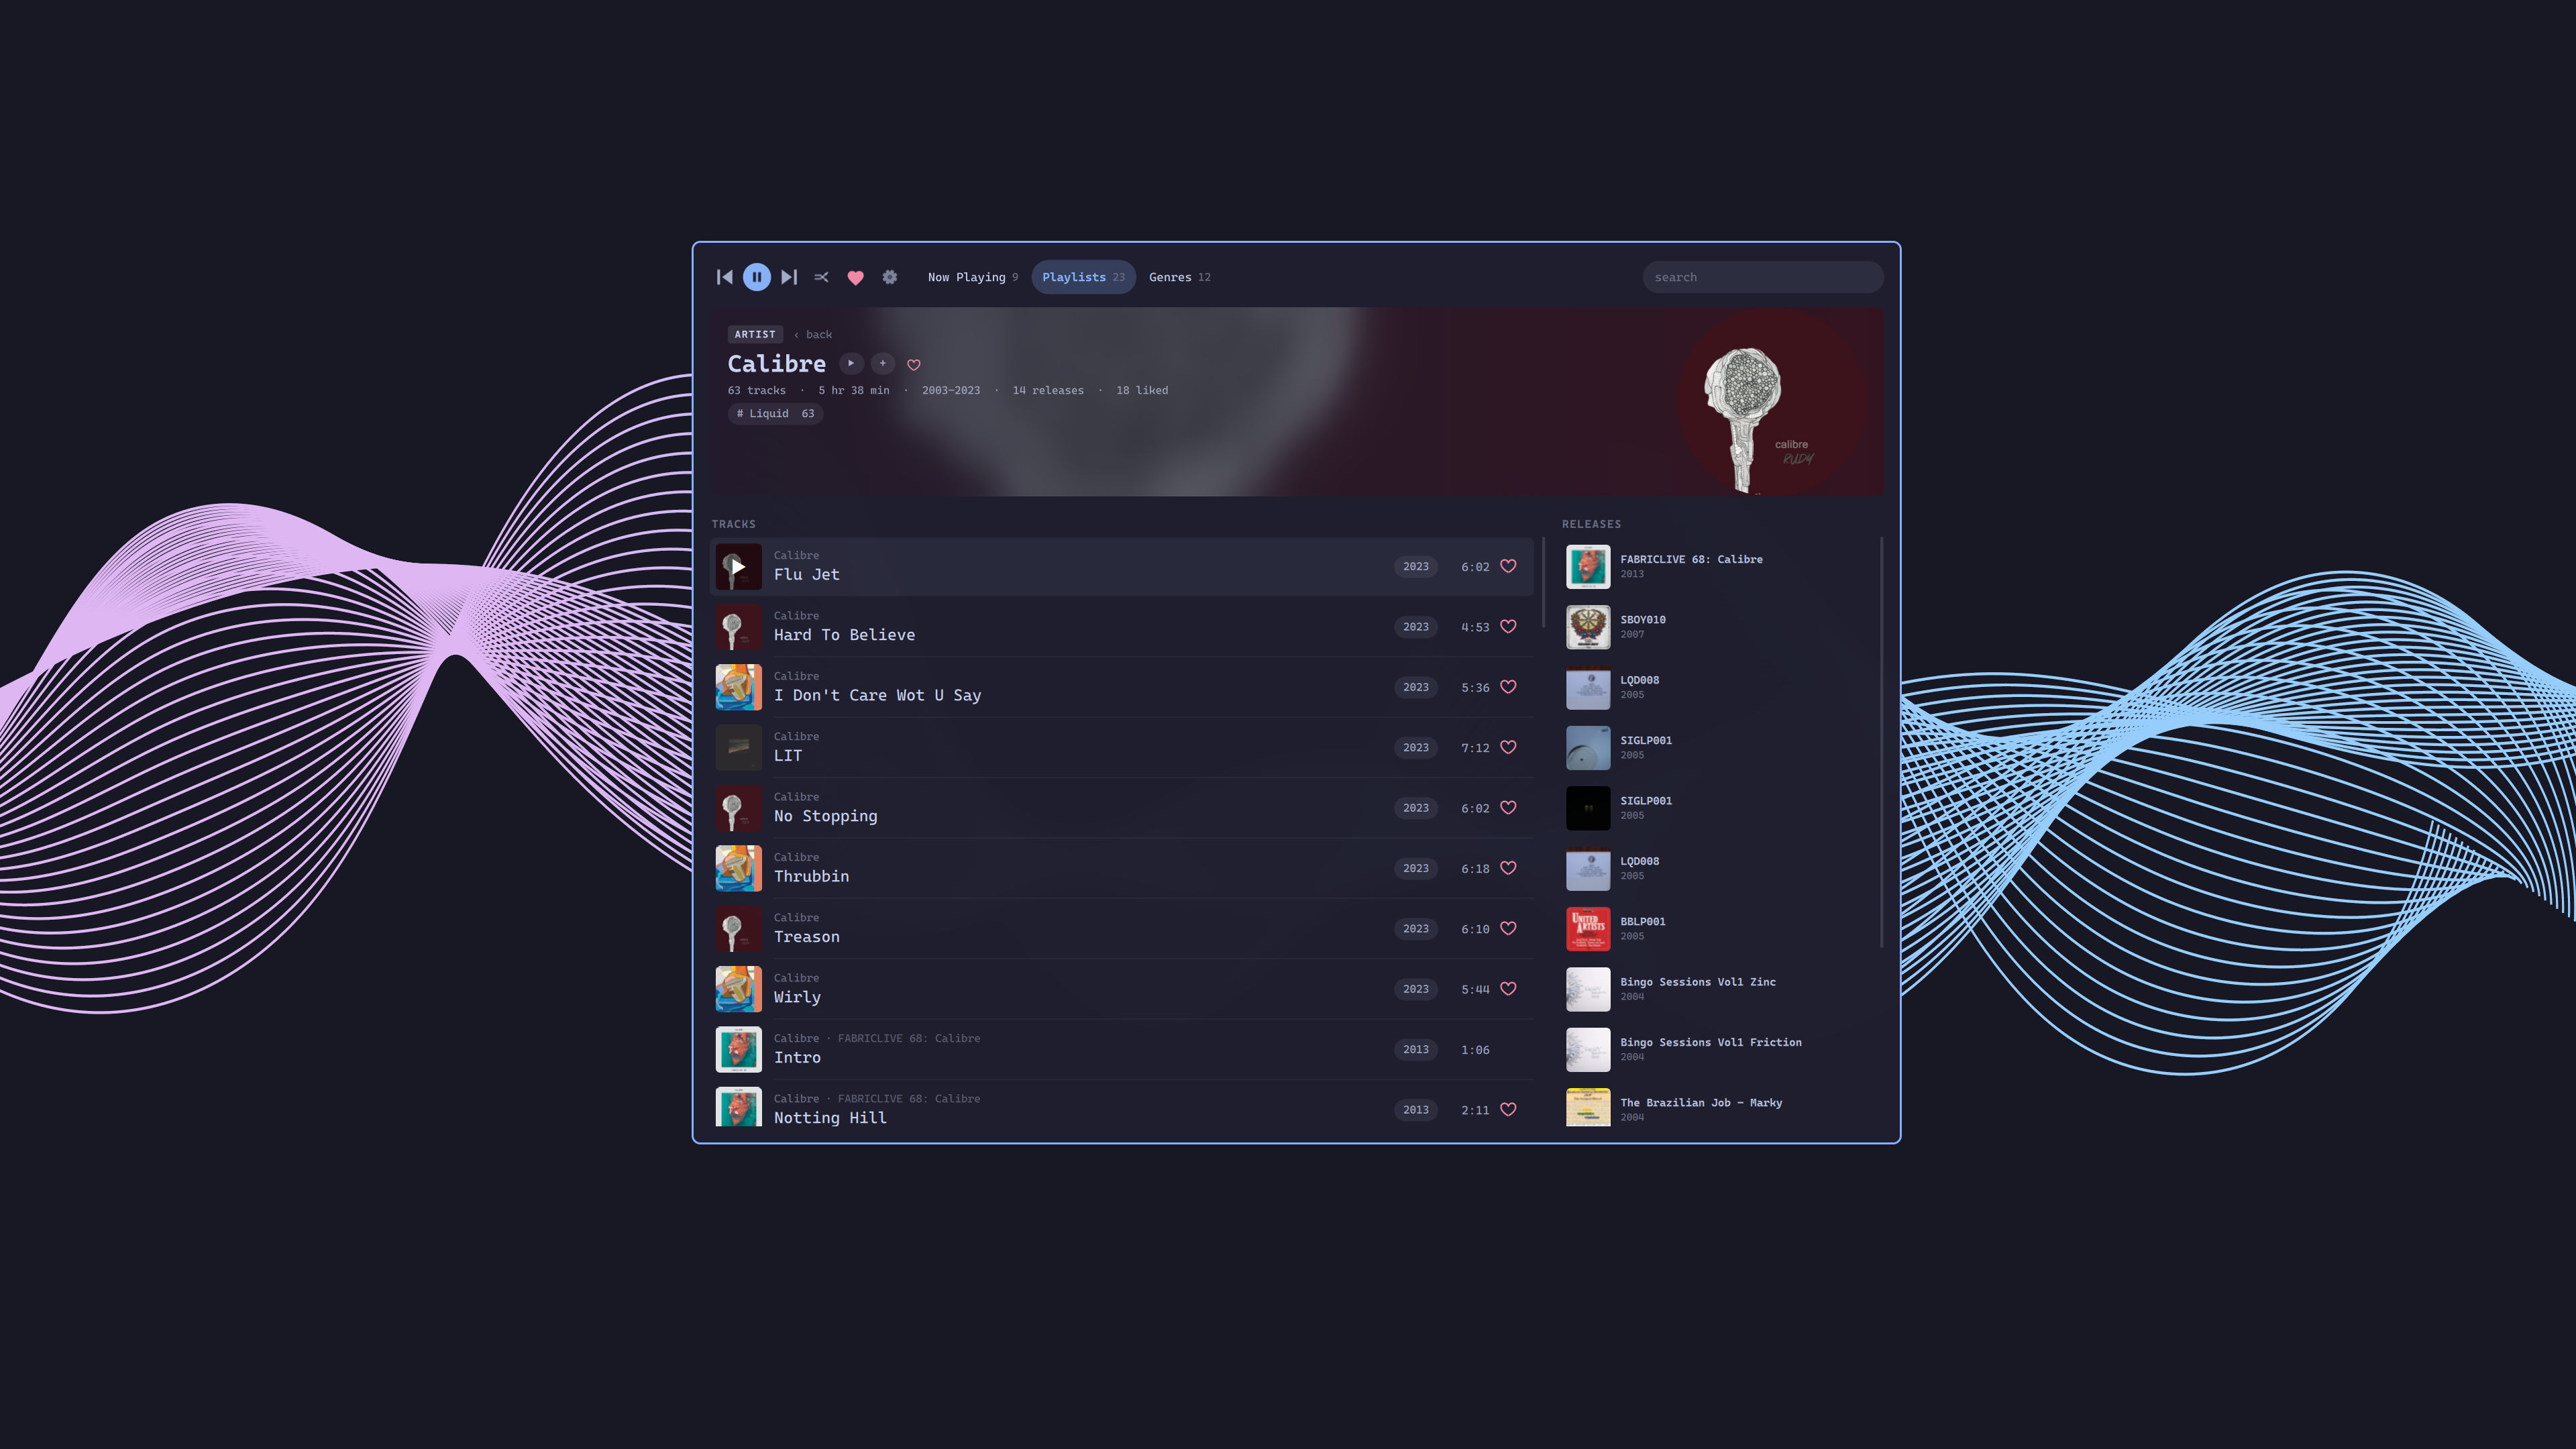 Now Playing 9 Playlists 23 Genres 12 search
ARTIST ‹ back
Calibre
63 tracks · 5 hr 38 min · 2003–2023 · 14 releases · 18 liked
# Liquid 63
calibre
RUDY
TRACKS
Calibre
Flu Jet
2023 6:02
Calibre
Hard To Believe
2023 4:53
Calibre
I Don't Care Wot U Say
2023 5:36
Calibre
LIT
2023 7:12
Calibre
No Stopping
2023 6:02
Calibre
Thrubbin
2023 6:18
Calibre
Treason
2023 6:10
Calibre
Wirly
2023 5:44
Calibre · FABRICLIVE 68: Calibre
Intro
2013 1:06
Calibre · FABRICLIVE 68: Calibre
Notting Hill
2013 2:11
RELEASES
FABRICLIVE 68: Calibre
2013
SBOY010
2007
LQD008
2005
SIGLP001
2005
SIGLP001
2005
LQD008
2005
UNITED
ARTISTS
BBLP001
2005
Bingo Sessions Vol1 Zinc
2004
Bingo Sessions Vol1 Friction
2004
The Brazilian Job – Marky
2004